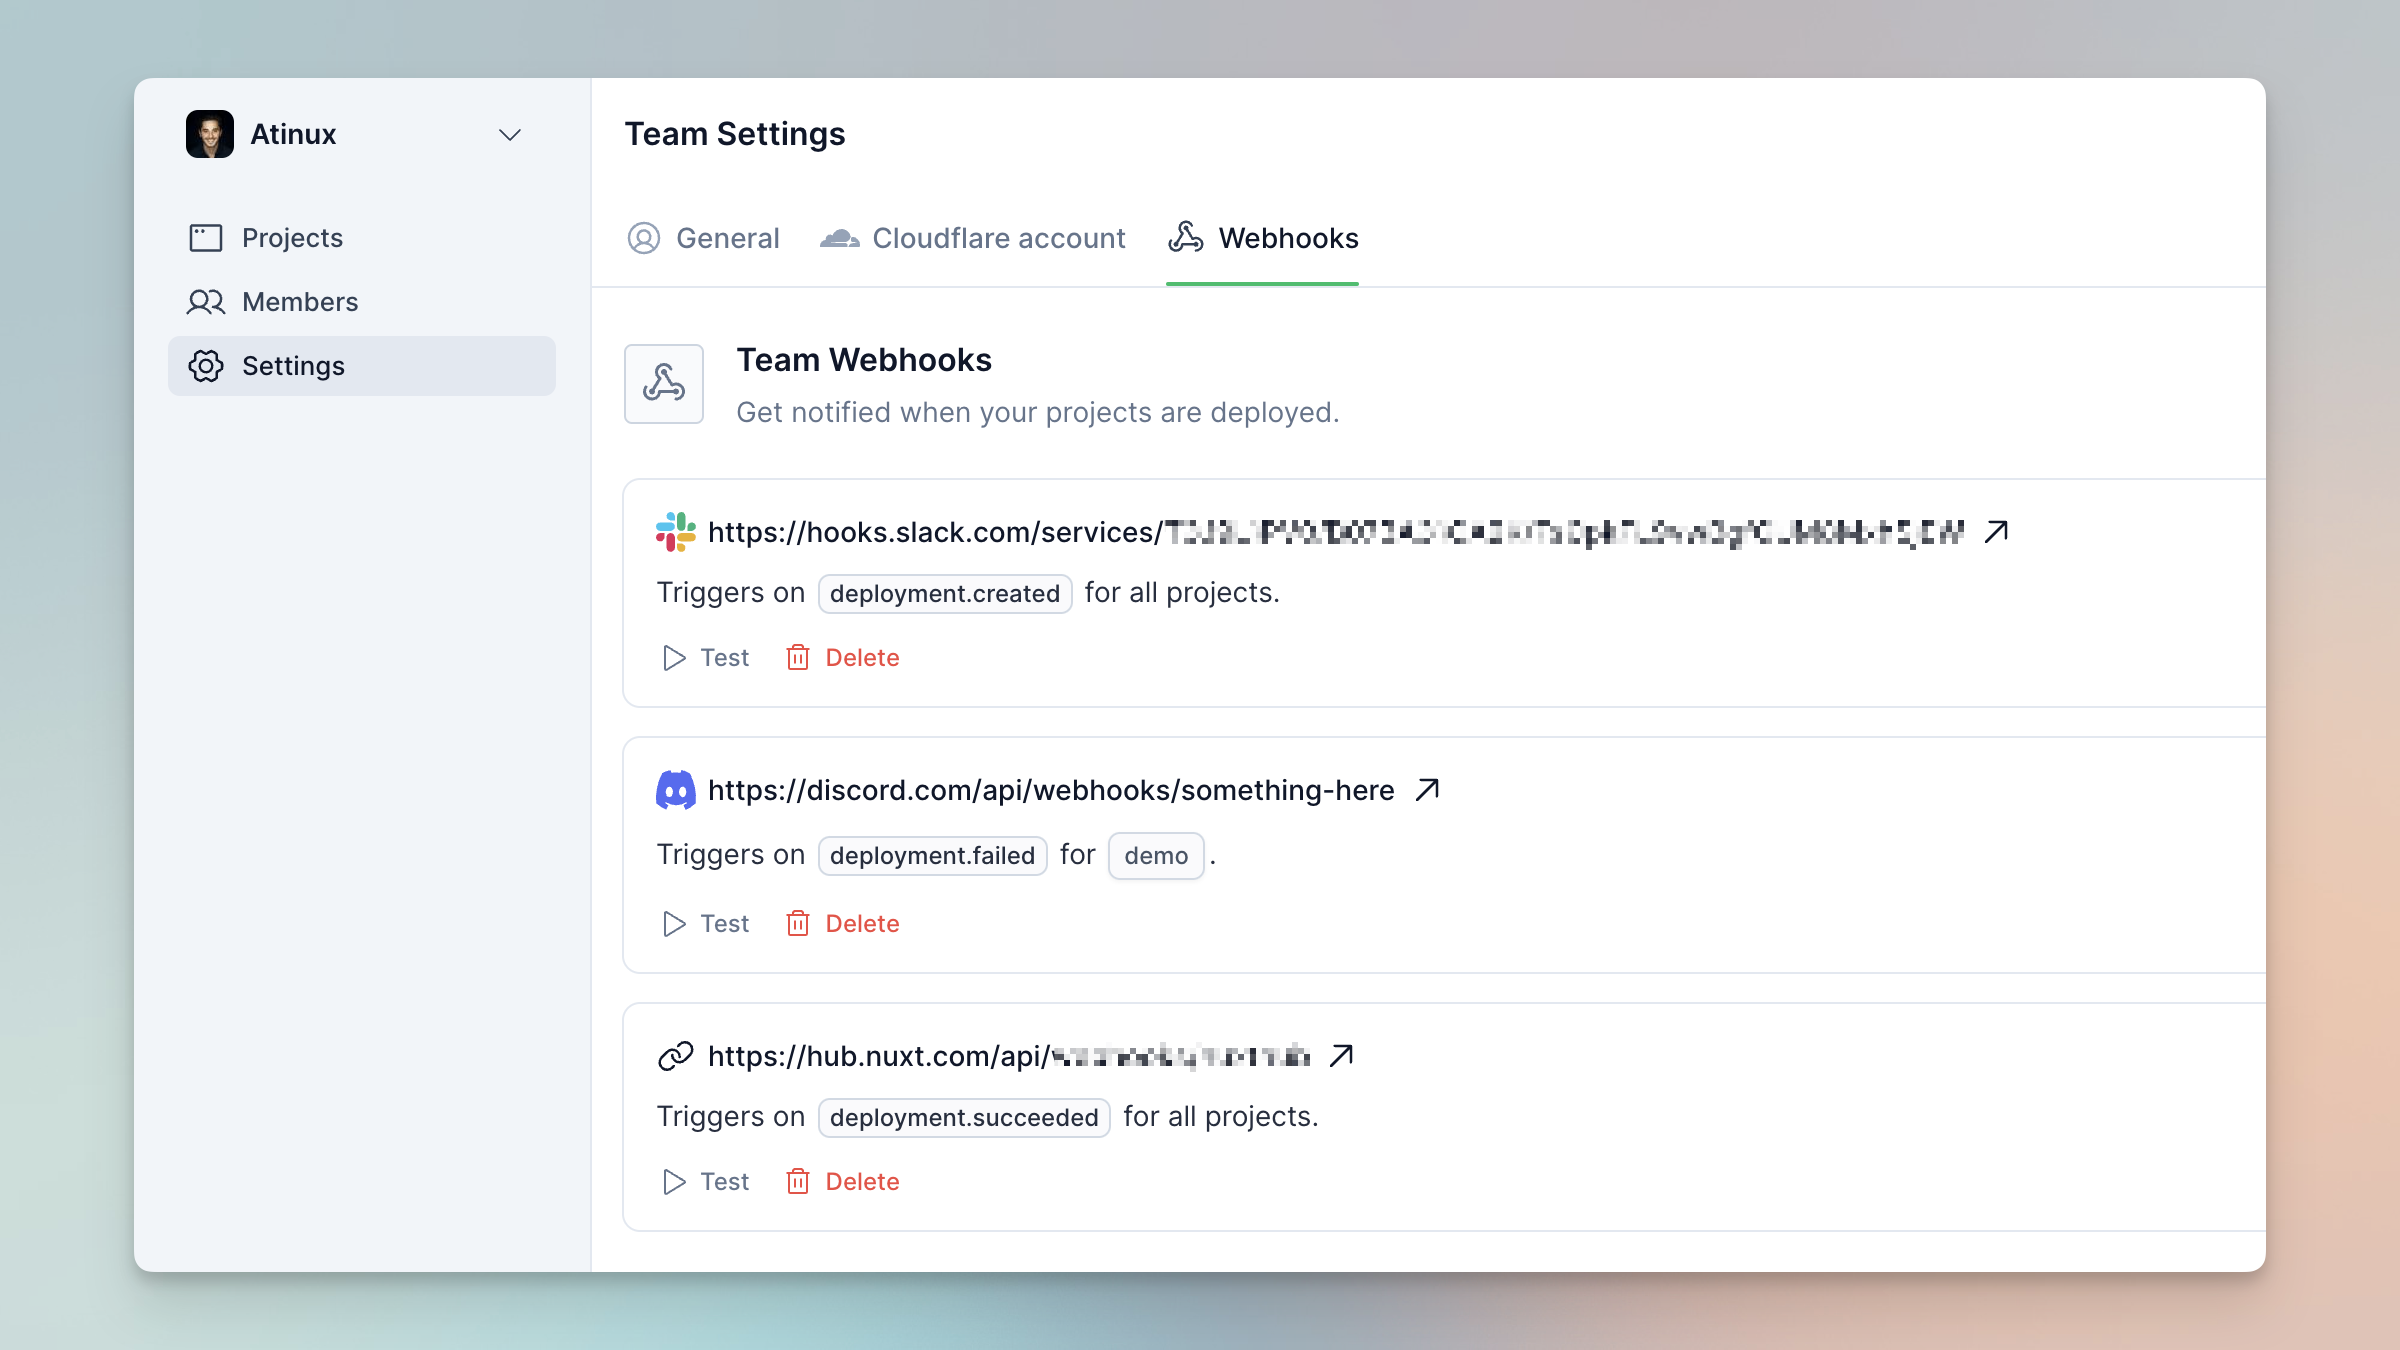 Atinux
Projects
Members
Settings
Team Settings
General
Cloudflare account
Webhooks
Team Webhooks
Get notified when your projects are deployed.
https://hooks.slack.com/services/
Triggers on deployment.created for all projects.
Test
Delete
https://discord.com/api/webhooks/something-here
Triggers on deployment.failed for demo .
Test
Delete
https://hub.nuxt.com/api/
Triggers on deployment.succeeded for all projects.
Test
Delete